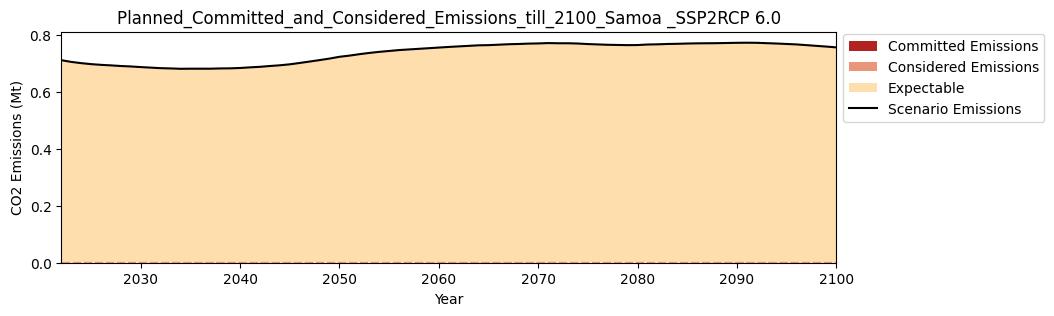 Planned_Committed_and_Considered_Emissions_till_2100_Samoa _SSP2RCP 6.0
Committed Emissions
Considered Emissions
Expectable
Scenario Emissions
CO2 Emissions (Mt)
0.8
0.6
0.4
0.2
0.0
2030 2040 2050 2060 2070 2080 2090 2100
Year